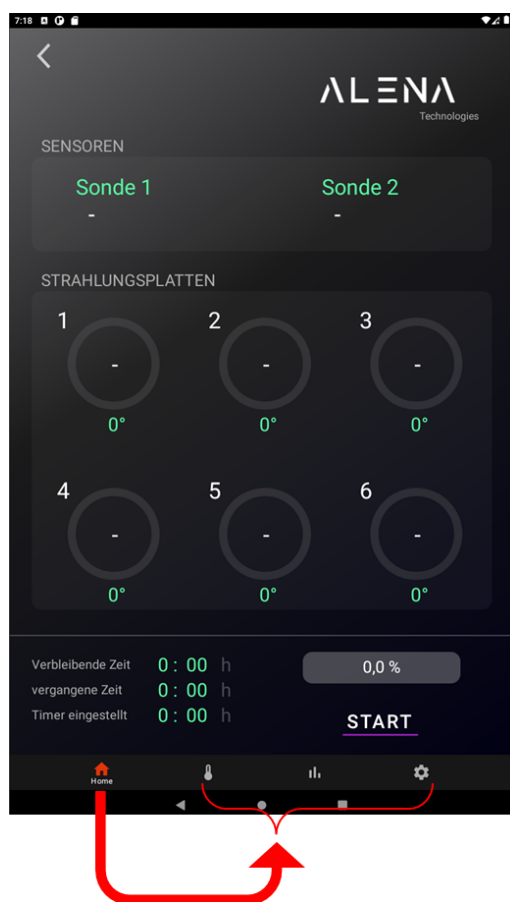 7:18
ALENA
Technologies
SENSOREN
Sonde 1 Sonde 2
- -
STRAHLUNGSPLATTEN
1 2 3
- - -
0° 0° 0°
4 5 6
- - -
0° 0° 0°
Verbleibende Zeit 0 : 00 h
0,0 %
vergangene Zeit 0 : 00 h
Timer eingestellt 0 : 00 h
START
Home